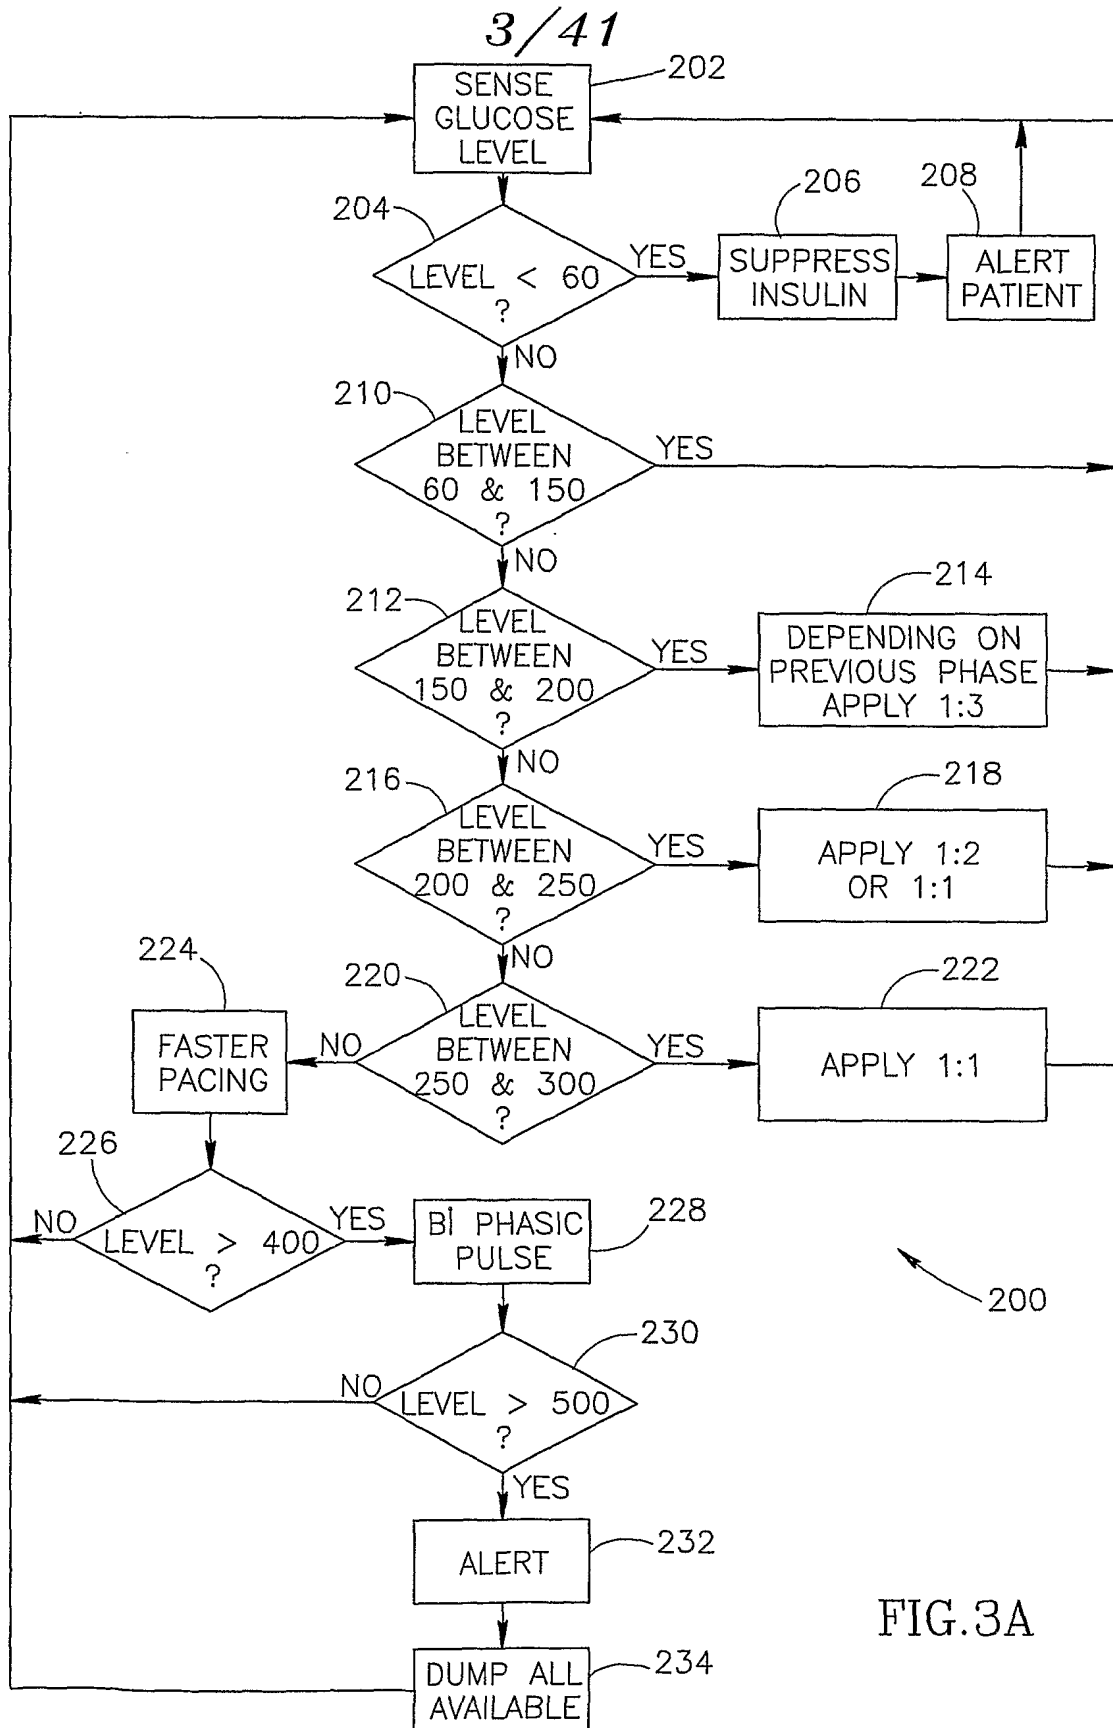 3/41
SENSE
GLUCOSE
LEVEL
202
204
LEVEL < 60
?
YES
206
SUPPRESS
INSULIN
208
ALERT
PATIENT
NO
210
LEVEL
BETWEEN
60 & 150
?
YES
NO
212
LEVEL
BETWEEN
150 & 200
?
YES
214
DEPENDING ON
PREVIOUS PHASE
APPLY 1:3
NO
216
LEVEL
BETWEEN
200 & 250
?
YES
218
APPLY 1:2
OR 1:1
NO
220
LEVEL
BETWEEN
250 & 300
?
YES
222
APPLY 1:1
NO
224
FASTER
PACING
226
LEVEL > 400
?
NO
YES
BI PHASIC
PULSE
228
200
230
LEVEL > 500
?
NO
YES
ALERT
232
DUMP ALL
AVAILABLE
234
FIG.3A